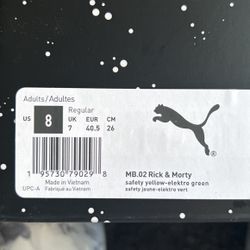 Adults/Adultes
Regular
US 8 UK EUR CM
7 40.5 26
1 95730 79029 8
Made in Vietnam
UPC-A Fabriqué au Vietnam
MB.02 Rick & Morty
safety yellow-elektro green
safety jaune-elektro vert